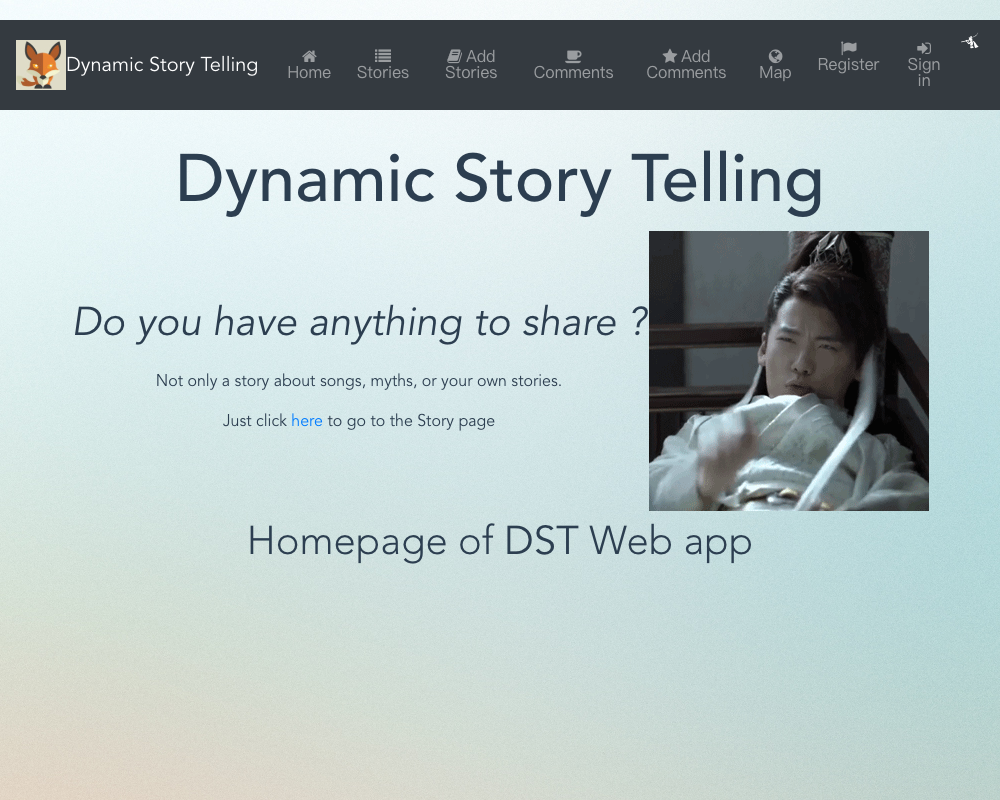 Dynamic Story Telling
Home
Stories
Add
Stories
Comments
Add
Comments
Map
Register
Sign
in
Dynamic Story Telling
Do you have anything to share ?
Not only a story about songs, myths, or your own stories.
Just click here to go to the Story page
Homepage of DST Web app